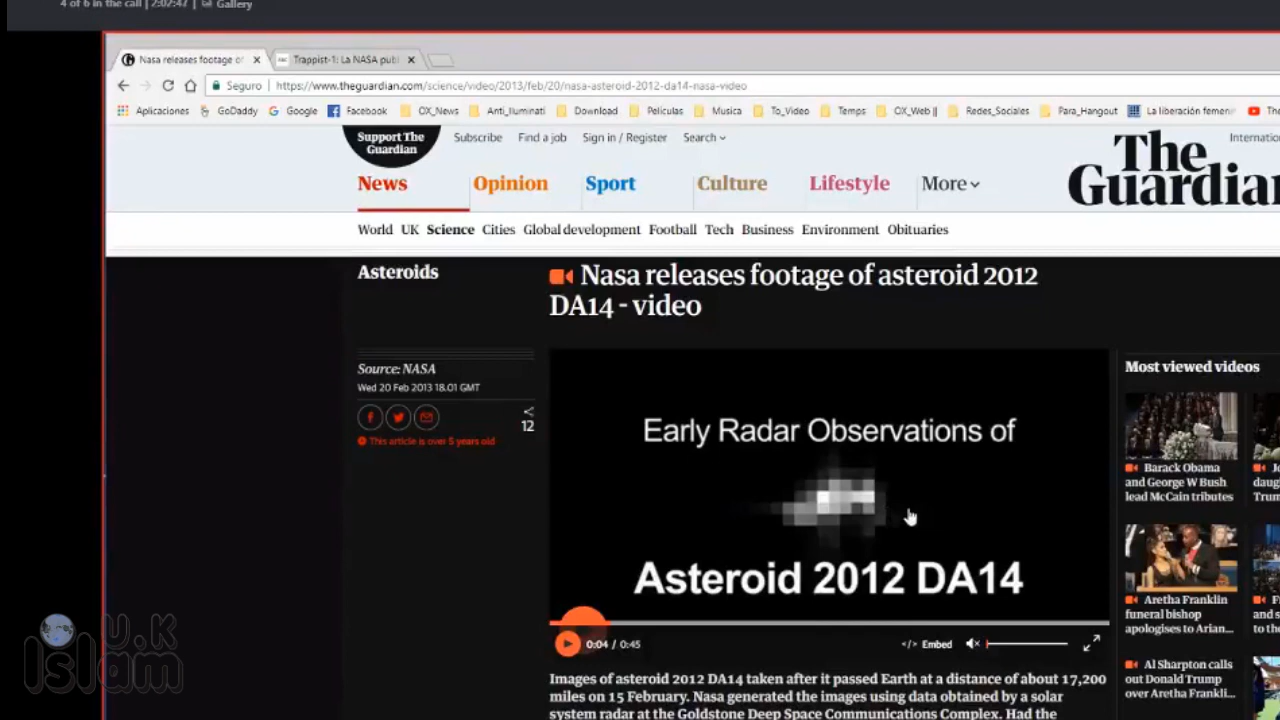 4 of 6 in the call | 2:02:47 | Gallery
Nasa releases footage of
Trappist-1: La NASA publ
Seguro
https://www.theguardian.com/science/video/2013/feb/20/nasa-asteroid-2012-da14-nasa-video
Aplicaciones GoDaddy Google Facebook OX_News Anti_Iluminati Download Peliculas Musica To_Video Temps OX_Web || Redes_Sociales Para_Hangout La liberación femeni
Support The
Guardian
Subscribe Find a job Sign in / Register Search
The
Guardian
News Opinion Sport Culture Lifestyle More
World UK Science Cities Global development Football Tech Business Environment Obituaries
Asteroids
Nasa releases footage of asteroid 2012
DA14 - video
Source: NASA
Wed 20 Feb 2013 18.01 GMT
12
This article is over 5 years old
Early Radar Observations of
Asteroid 2012 DA14
0:04 / 0:45
</> Embed
Most viewed videos
Barack Obama
and George W Bush
lead McCain tributes
Aretha Franklin
funeral bishop
apologises to Arian...
Al Sharpton calls
out Donald Trump
over Aretha Frankli...
Images of asteroid 2012 DA14 taken after it passed Earth at a distance of about 17,200
miles on 15 February. Nasa generated the images using data obtained by a solar
system radar at the Goldstone Deep Space Communications Complex. Had the
U.K
Islam